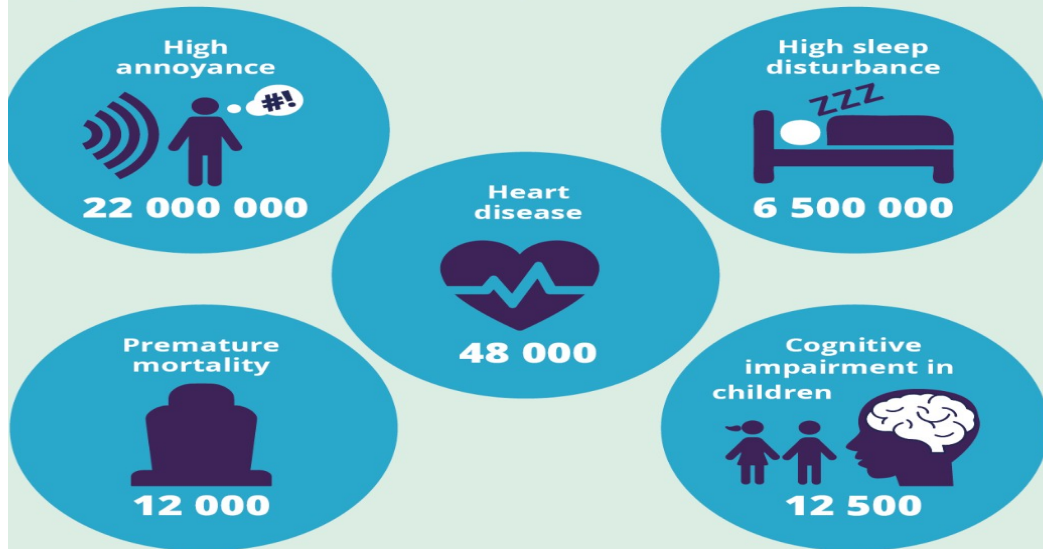 High
annoyance
#!
22 000 000
High sleep
disturbance
ZZZ
6 500 000
Heart
disease
48 000
Premature
mortality
12 000
Cognitive
impairment in
children
12 500